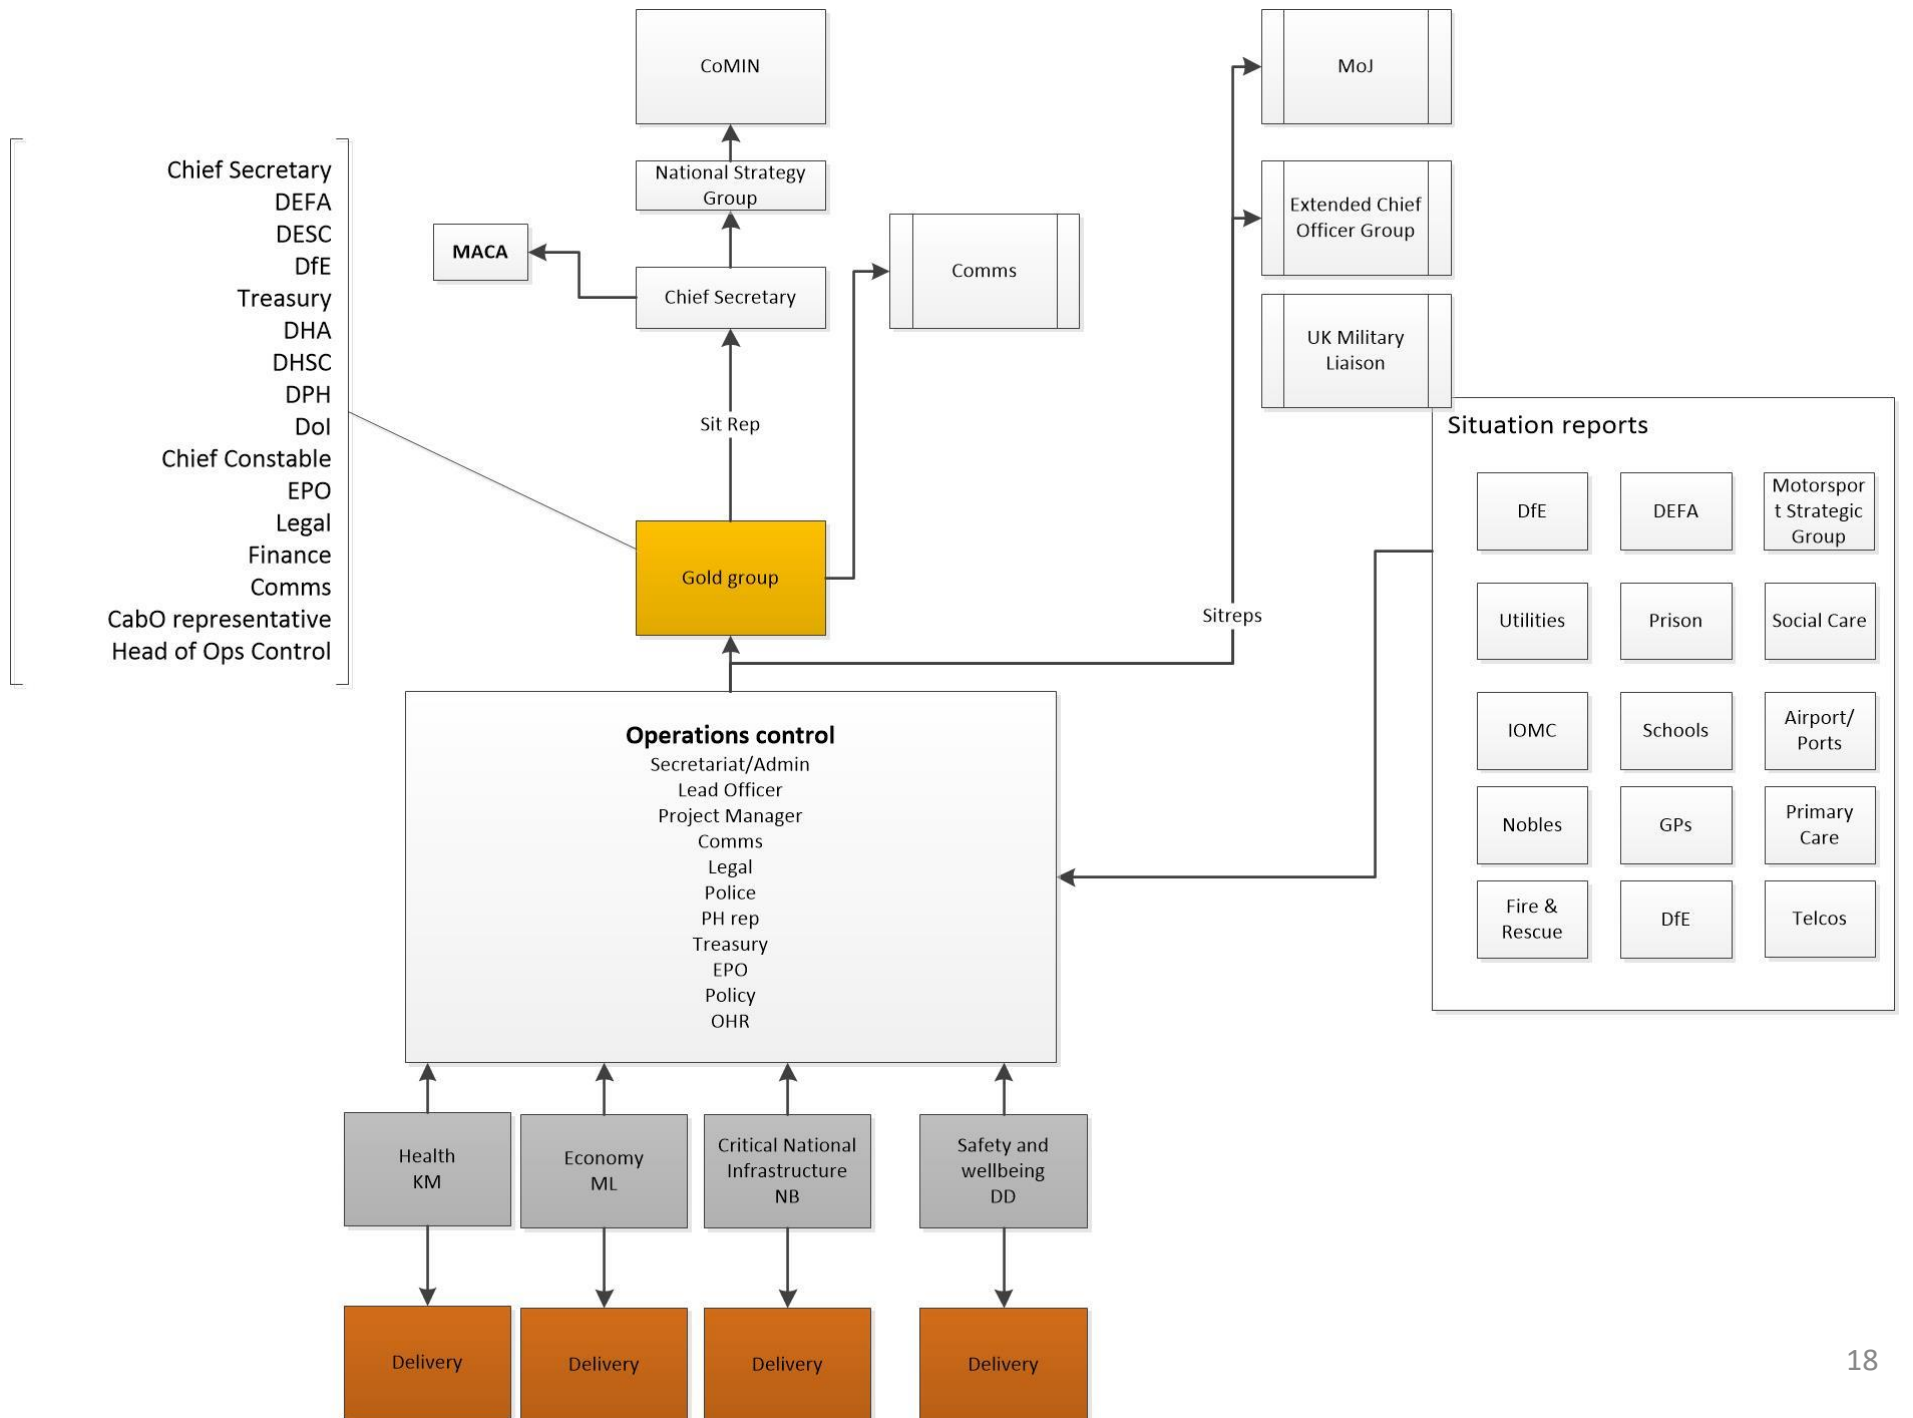 CoMIN
National Strategy
Group
MACA
Chief Secretary
Comms
MoJ
Extended Chief
Officer Group
UK Military
Liaison
Chief Secretary
DEFA
DESC
DfE
Treasury
DHA
DHSC
DPH
DoI
Chief Constable
EPO
Legal
Finance
Comms
CabO representative
Head of Ops Control
Sit Rep
Gold group
Sitreps
Situation reports
DfE
DEFA
Motorspor
t Strategic
Group
Utilities
Prison
Social Care
IOMC
Schools
Airport/
Ports
Nobles
GPs
Primary
Care
Fire &
Rescue
DfE
Telcos
Operations control
Secretariat/Admin
Lead Officer
Project Manager
Comms
Legal
Police
PH rep
Treasury
EPO
Policy
OHR
Health
KM
Economy
ML
Critical National
Infrastructure
NB
Safety and
wellbeing
DD
Delivery
Delivery
Delivery
Delivery
18